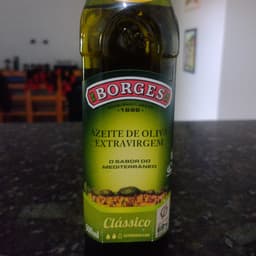 BORGES
1896
AZEITE DE OLIVA
EXTRAVIRGEM
O SABOR DO
MEDITERRÂNEO
Clássico